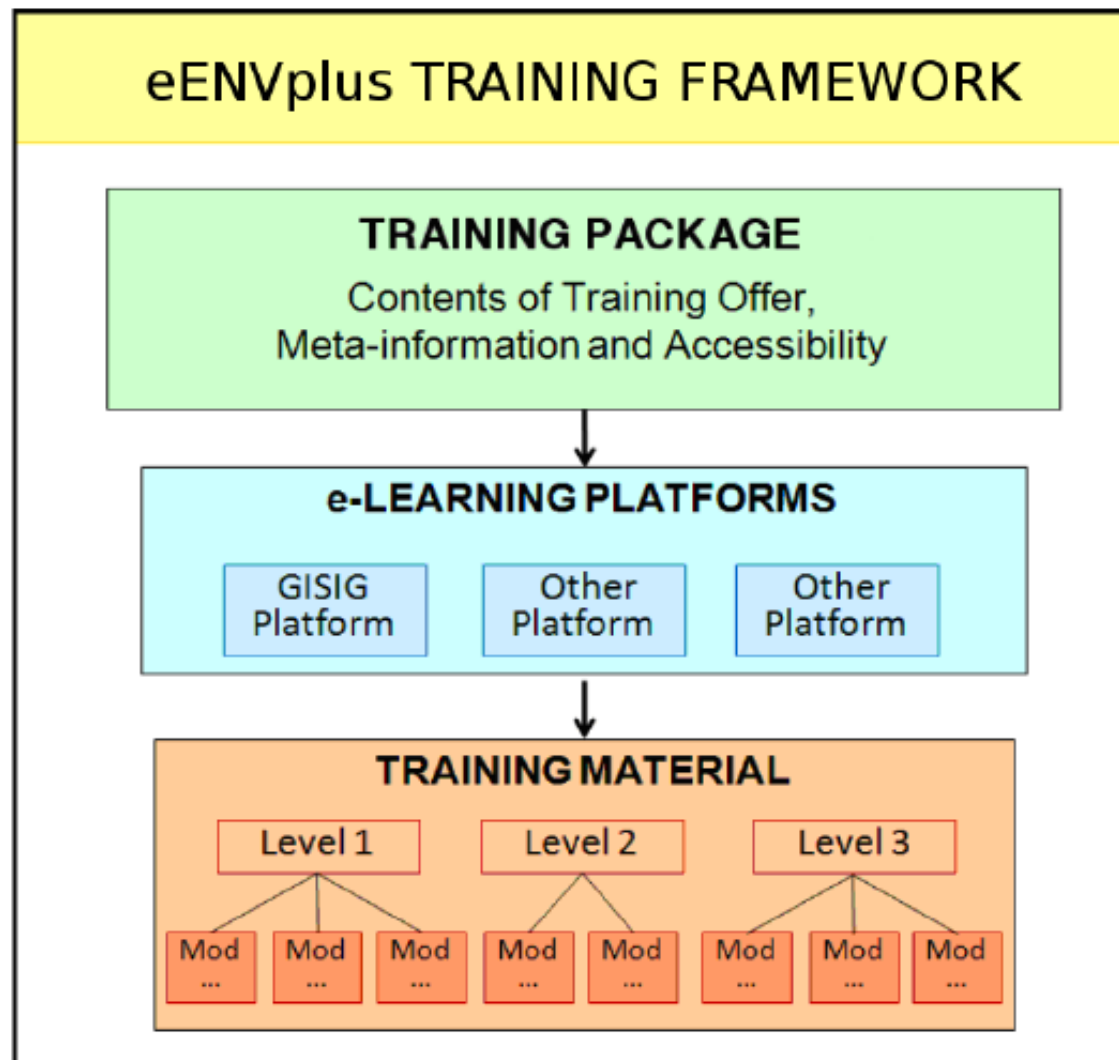 eENVplus TRAINING FRAMEWORK
TRAINING PACKAGE
Contents of Training Offer,
Meta-information and Accessibility
e-LEARNING PLATFORMS
GISIG
Platform
Other
Platform
Other
Platform
TRAINING MATERIAL
Level 1
Level 2
Level 3
Mod
...
Mod
...
Mod
...
Mod
...
Mod
...
Mod
...
Mod
...
Mod
...